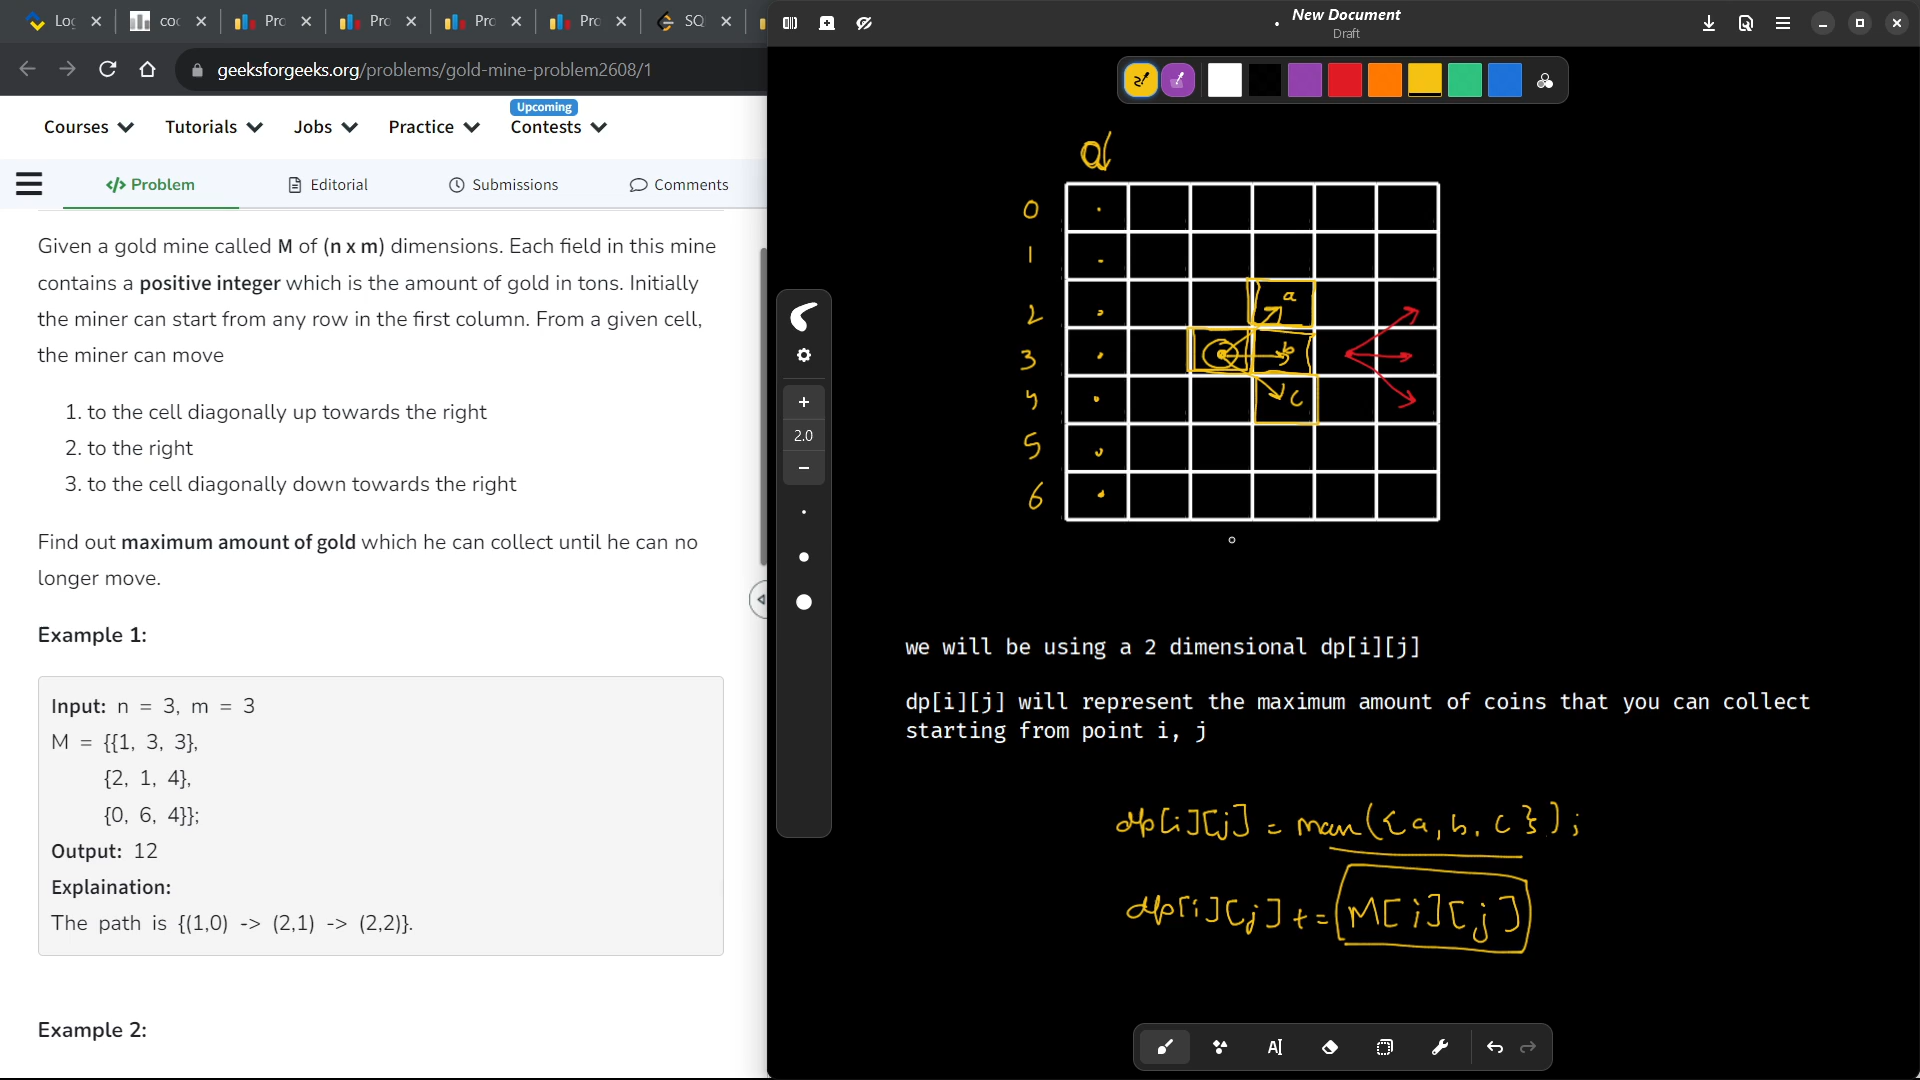 Log
coc
Pro
Pro
Pro
Pro
SQ
geeksforgeeks.org/problems/gold-mine-problem2608/1
Upcoming
Courses Tutorials Jobs Practice Contests
Problem Editorial Submissions Comments
Given a gold mine called M of (n x m) dimensions. Each field in this mine
contains a positive integer which is the amount of gold in tons. Initially
the miner can start from any row in the first column. From a given cell,
the miner can move
1. to the cell diagonally up towards the right
2. to the right
3. to the cell diagonally down towards the right
Find out maximum amount of gold which he can collect until he can no
longer move.
Example 1:
Input: n = 3, m = 3
M = {{1, 3, 3},
{2, 1, 4},
{0, 6, 4}};
Output: 12
Explaination:
The path is {(1,0) -> (2,1) -> (2,2)}.
Example 2:
New Document
Draft
+
2.0
−
0
1
2
3
4
5
6
a
b
c
we will be using a 2 dimensional dp[i][j]
dp[i][j] will represent the maximum amount of coins that you can collect
starting from point i, j
dp[i][j] = max({a, b, c});
dp[i][j] += M[i][j]